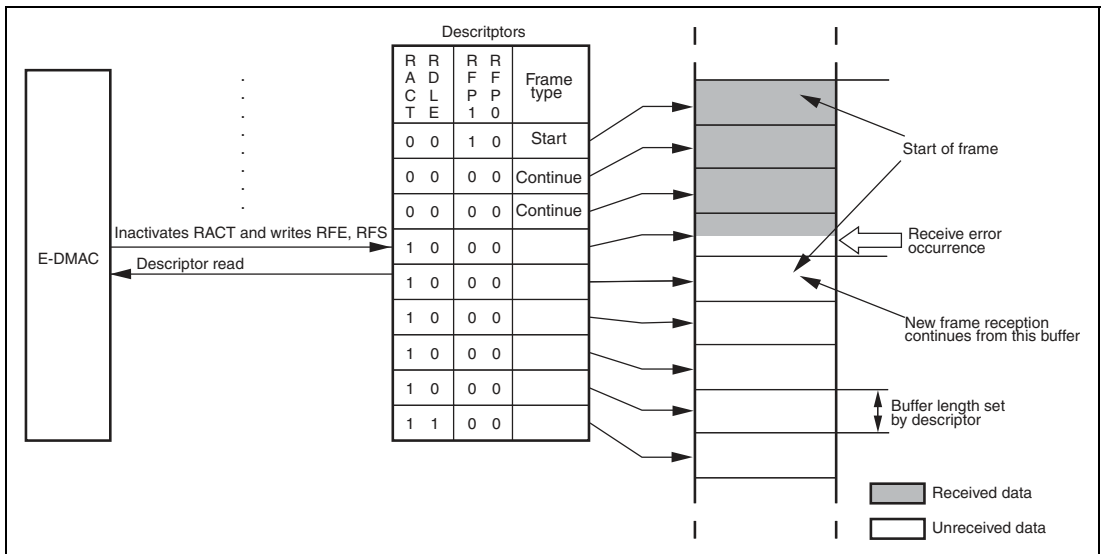 Descritptors
R R R R
A D F F
C L P P
T E 1 0
Frame
type
0 0 1 0 Start
0 0 0 0 Continue
0 0 0 0 Continue
1 0 0 0
1 0 0 0
1 0 0 0
1 0 0 0
1 0 0 0
1 1 0 0
E-DMAC
Inactivates RACT and writes RFE, RFS
Descriptor read
Start of frame
Receive error
occurrence
New frame reception
continues from this buffer
Buffer length set
by descriptor
Received data
Unreceived data